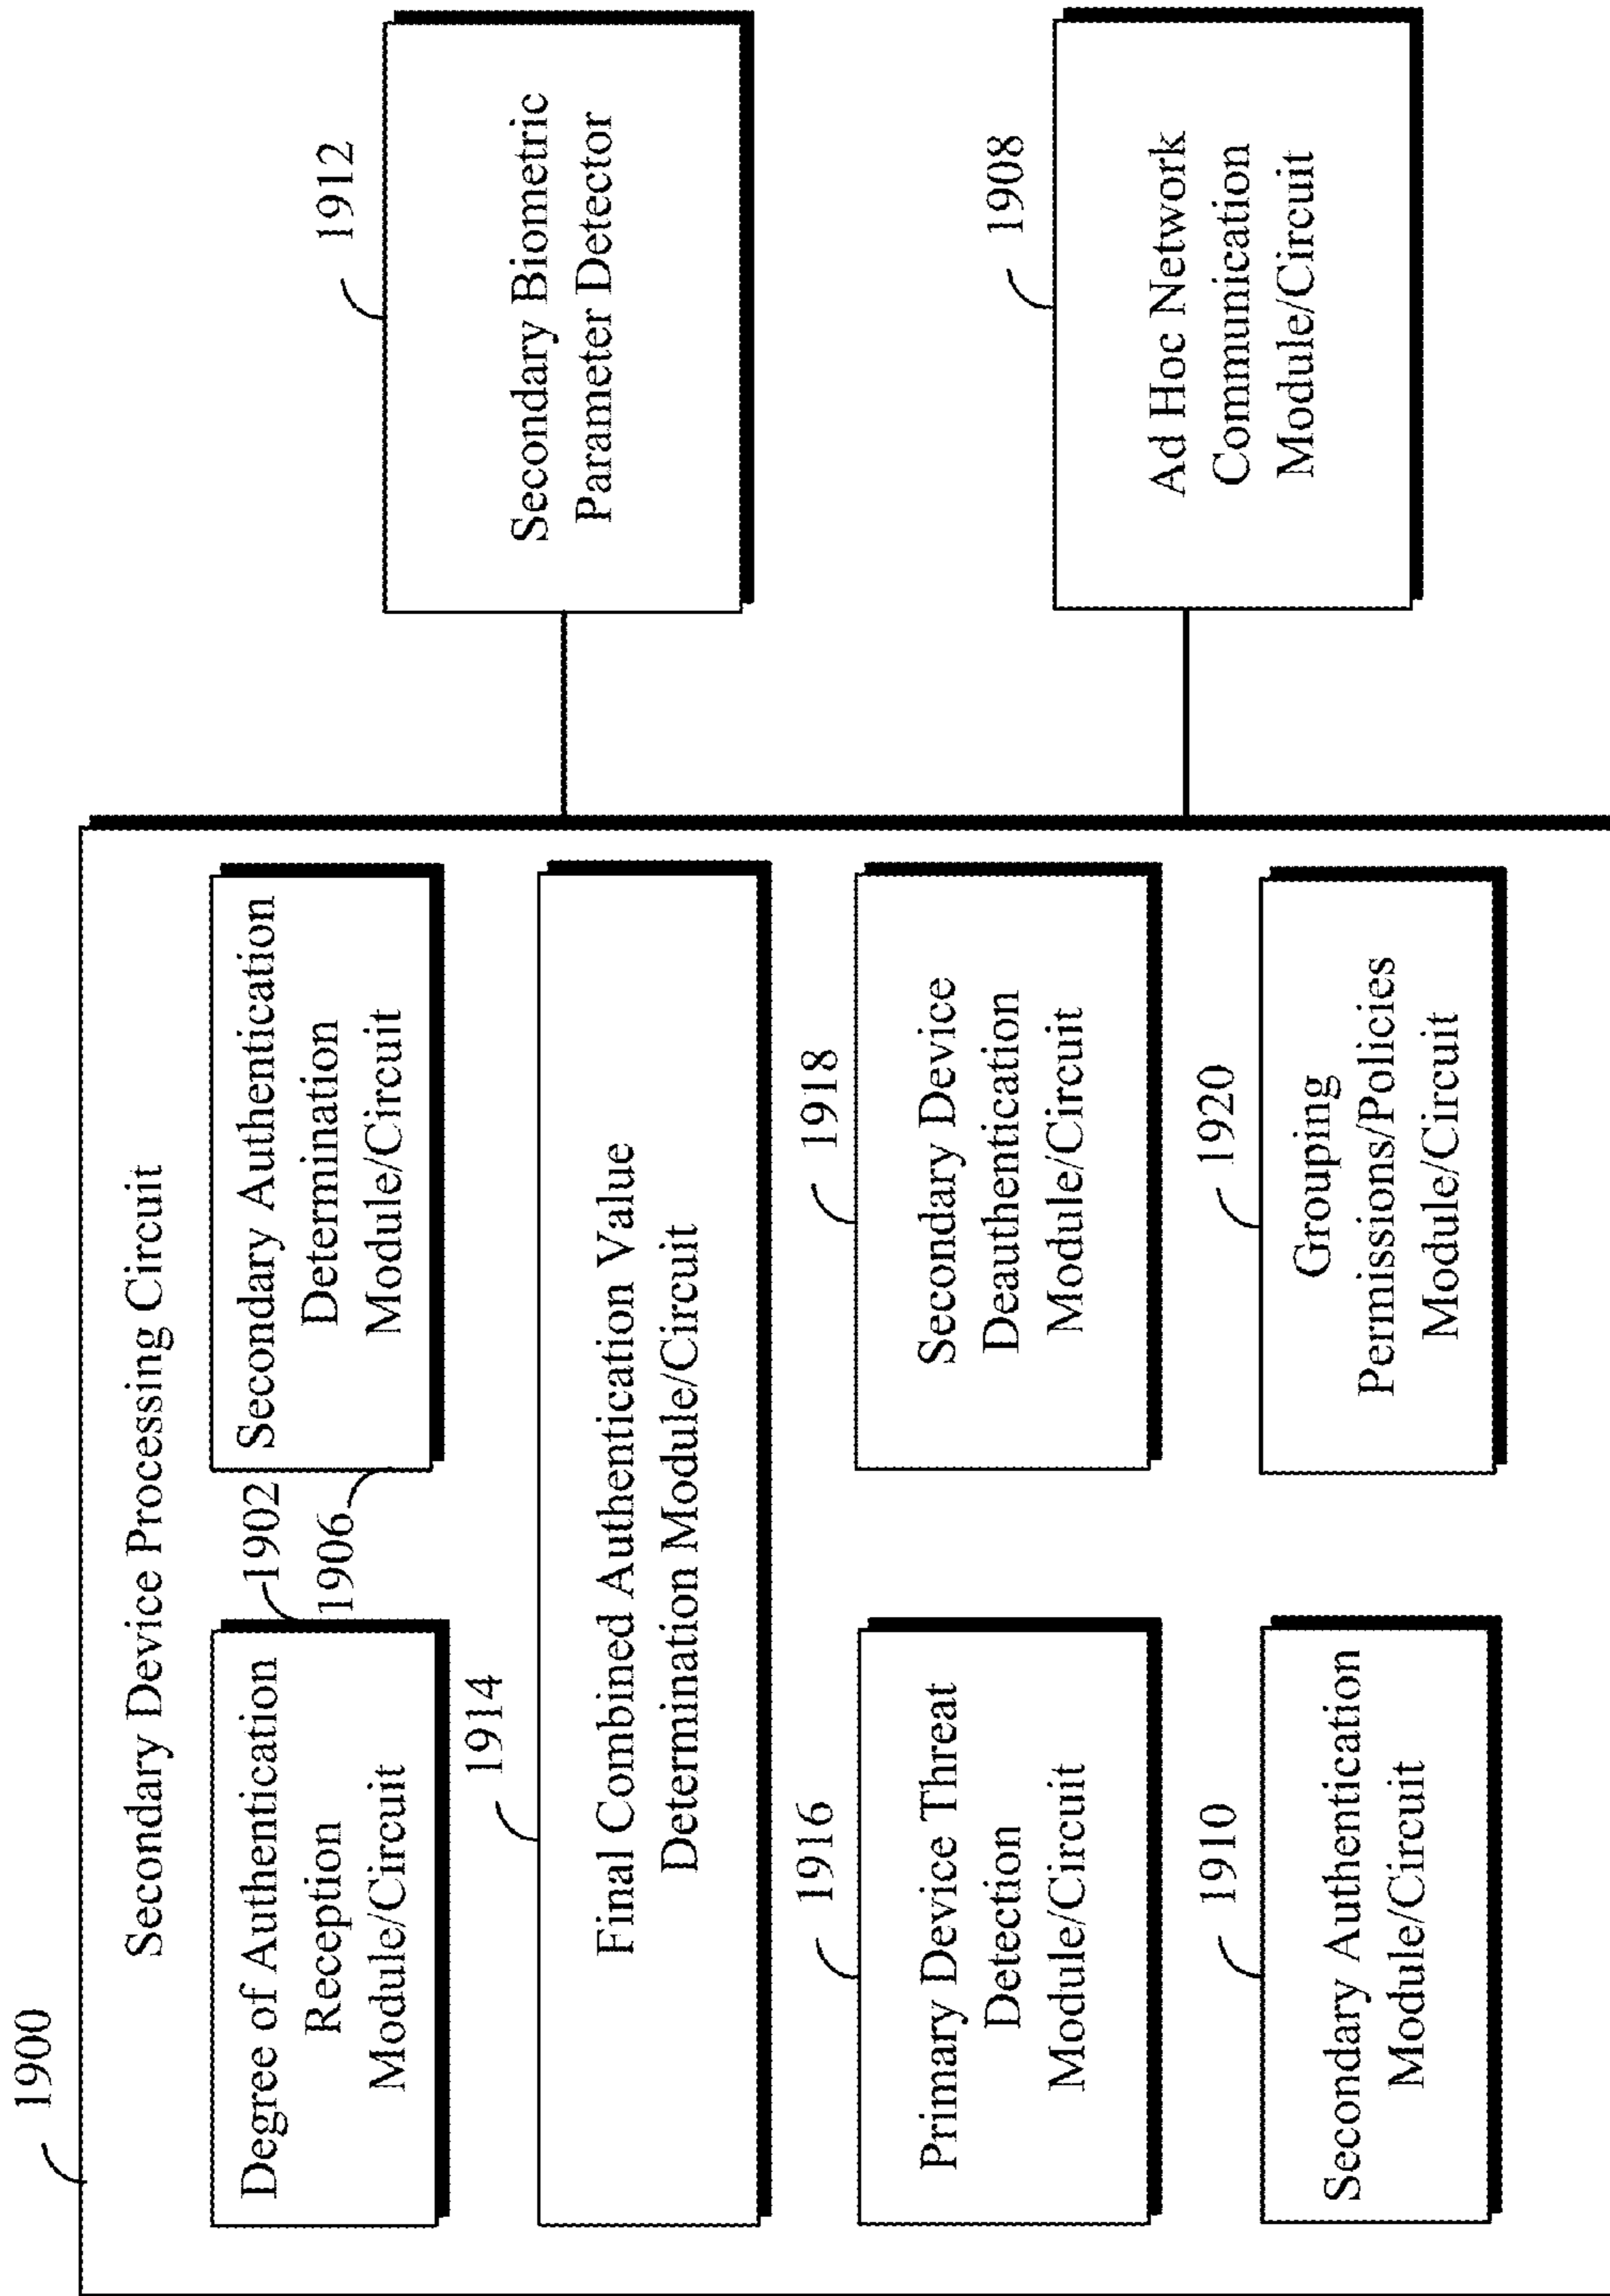 1900
Secondary Device Processing Circuit
Degree of Authentication
Reception
Module/Circuit
1902
1906
Secondary Authentication
Determination
Module/Circuit
1914
Final Combined Authentication Value
Determination Module/Circuit
1916
Primary Device Threat
Detection
Module/Circuit
1918
Secondary Device
Deauthentication
Module/Circuit
1910
Secondary Authentication
Module/Circuit
1920
Grouping
Permissions/Policies
Module/Circuit
1912
Secondary Biometric
Parameter Detector
1908
Ad Hoc Network
Communication
Module/Circuit